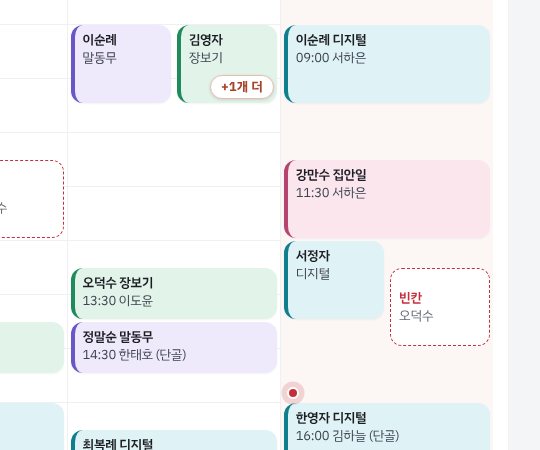 이순례
말동무
김영자
장보기
+1개 더
이순례 디지털
09:00 서하은
강만수 집안일
11:30 서하은
수
서정자
디지털
빈칸
오덕수
오덕수 장보기
13:30 이도윤
정말순 말동무
14:30 한태호 (단골)
한영자 디지털
16:00 김하늘 (단골)
최복례 디지털